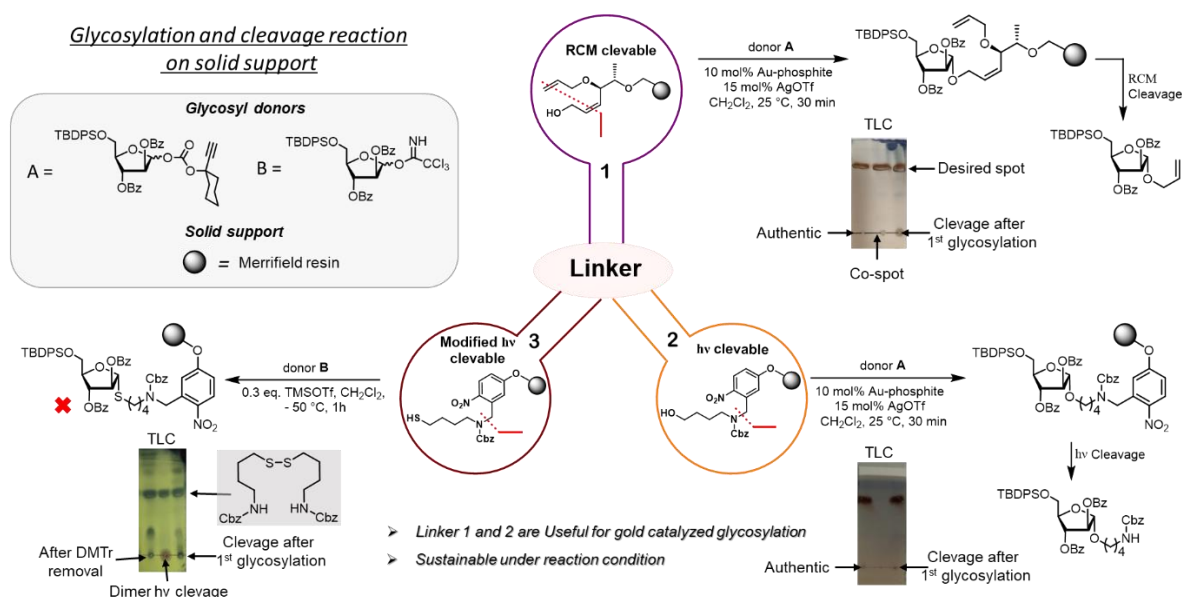 Glycosylation and cleavage reaction
on solid support
Glycosyl donors
A =
TBDPSO
OBz
O
OBz
O
O
O
B =
TBDPSO
OBz
O
OBz
O
NH
CCl3
Solid support
= Merrifield resin
RCM clevable
O
O
HO
1
donor A
10 mol% Au-phosphite
15 mol% AgOTf
CH2Cl2, 25 °C, 30 min
TBDPSO
OBz
O
OBz
O
O
O
RCM
Cleavage
TBDPSO
OBz
O
OBz
O
TLC
Desired spot
Authentic
Clevage after
1st glycosylation
Co-spot
Linker
3
Modified hν
clevable
O
O2N
HS
N
Cbz
2
hν clevable
O
O2N
HO
N
Cbz
donor B
0.3 eq. TMSOTf, CH2Cl2,
- 50 °C, 1h
TBDPSO
OBz
O
OBz
S
4
Cbz
N
O
NO2
TLC
S-S
NH
Cbz
HN
Cbz
After DMTr
removal
Clevage after
1st glycosylation
Dimer hν clevage
donor A
10 mol% Au-phosphite
15 mol% AgOTf
CH2Cl2, 25 °C, 30 min
TBDPSO
OBz
O
OBz
O
4
Cbz
N
O
NO2
hν Cleavage
TBDPSO
OBz
O
OBz
O
4
Cbz
NH
TLC
Authentic
Clevage after
1st glycosylation
➢ Linker 1 and 2 are Useful for gold catalyzed glycosylation
➢ Sustainable under reaction condition